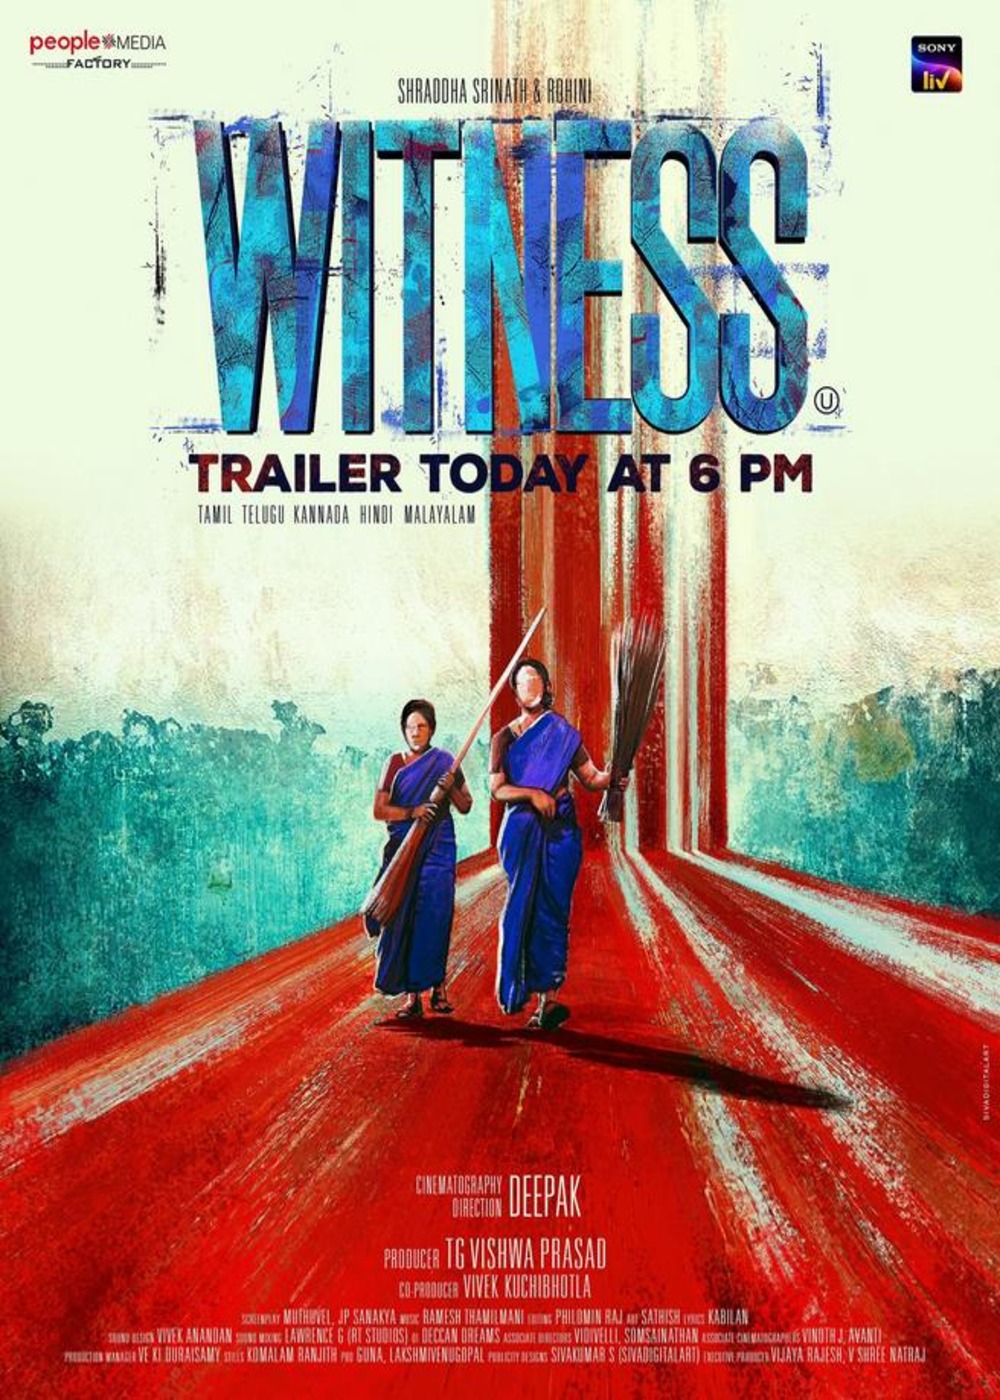 people MEDIA
FACTORY
SONY
liv
SHRADDHA SRINATH & ROHINI
WITNESS
U
TRAILER TODAY AT 6 PM
TAMIL TELUGU KANNADA HINDI MALAYALAM
SIVADIGITALART
CINEMATOGRAPHY
DIRECTION DEEPAK
PRODUCER TG VISHWA PRASAD
CO-PRODUCER VIVEK KUCHIBHOTLA
SCREENPLAY MUTHUVEL, JP SANAKYA MUSIC RAMESH THAMILMANI EDITING PHILOMIN RAJ ART SATHISH LYRICS KABILAN
SOUND DESIGN VIVEK ANANDAN SOUND MIXING LAWRENCE G (RT STUDIOS) DI DECCAN DREAMS ASSOCIATE DIRECTORS VIDIVELLI, SOMSAINATHAN ASSOCIATE CINEMATOGRAPHERS VINOTH J, AVANTI
PRODUCTION MANAGER VE KI DURAISAMY STILLS KOMALAM RANJITH PRO GUNA, LAKSHMIVENUGOPAL PUBLICITY DESIGNS SIVAKUMAR S (SIVADIGITALART) EXECUTIVE PRODUCER VIJAYA RAJESH, V SHREE NATRAJ